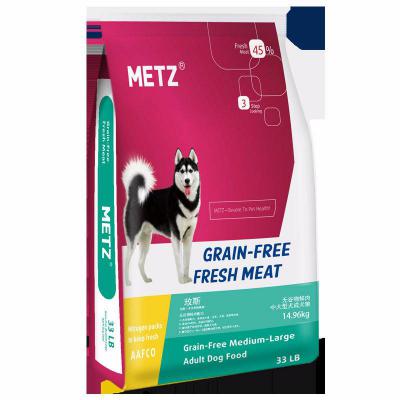 METZ®
Fresh
Meat
45%
3
Step
Cooking
METZ—Devote To Pet Health!
GRAIN-FREE
FRESH MEAT
玫斯
无谷物鲜肉
中大型犬成犬粮
14.96kg
Nitrogen packs
to keep fresh
AAFCO
Grain-Free Medium-Large
Adult Dog Food
33 LB
Grain-Free
Fresh Meat
METZ
33 LB